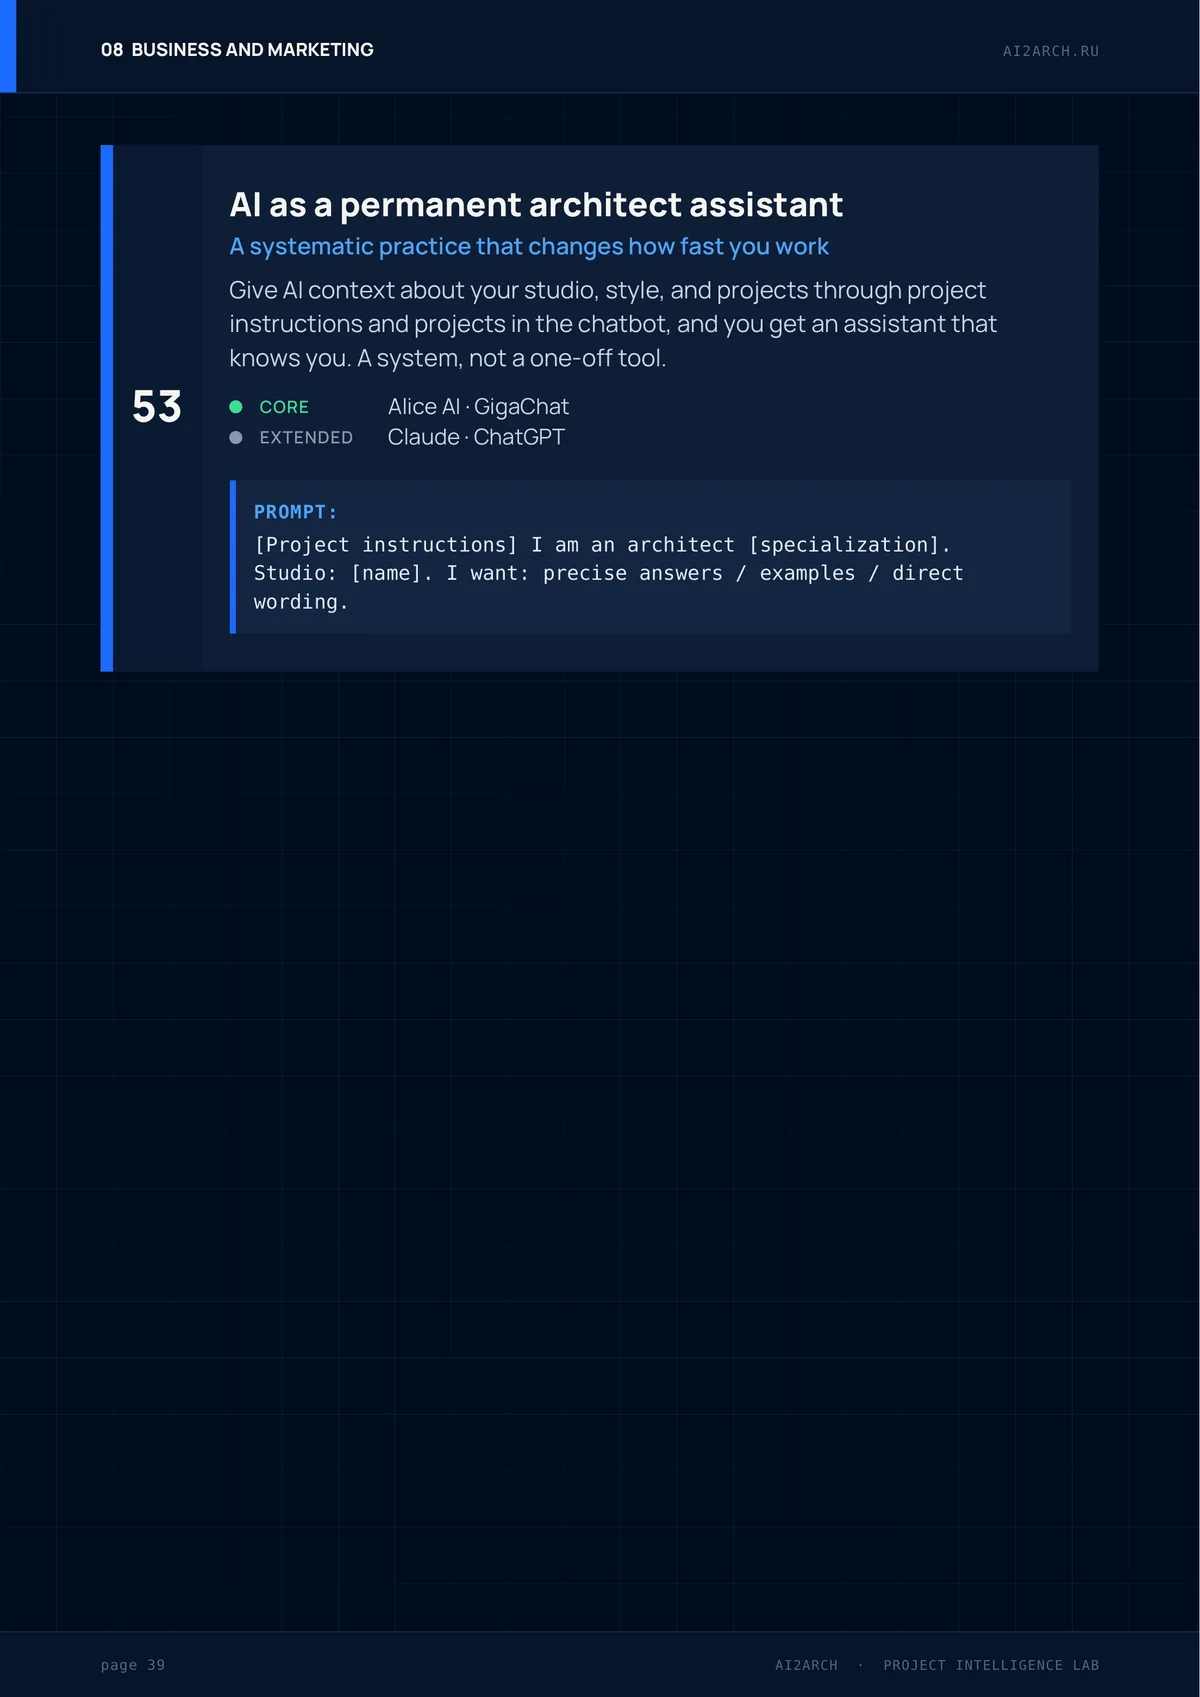 08 BUSINESS AND MARKETING
AI2ARCH.RU
AI as a permanent architect assistant
A systematic practice that changes how fast you work
Give AI context about your studio, style, and projects through project
instructions and projects in the chatbot, and you get an assistant that
knows you. A system, not a one-off tool.
53
CORE Alice AI · GigaChat
EXTENDED Claude · ChatGPT
PROMPT:
[Project instructions] I am an architect [specialization].
Studio: [name]. I want: precise answers / examples / direct
wording.
page 39
AI2ARCH · PROJECT INTELLIGENCE LAB